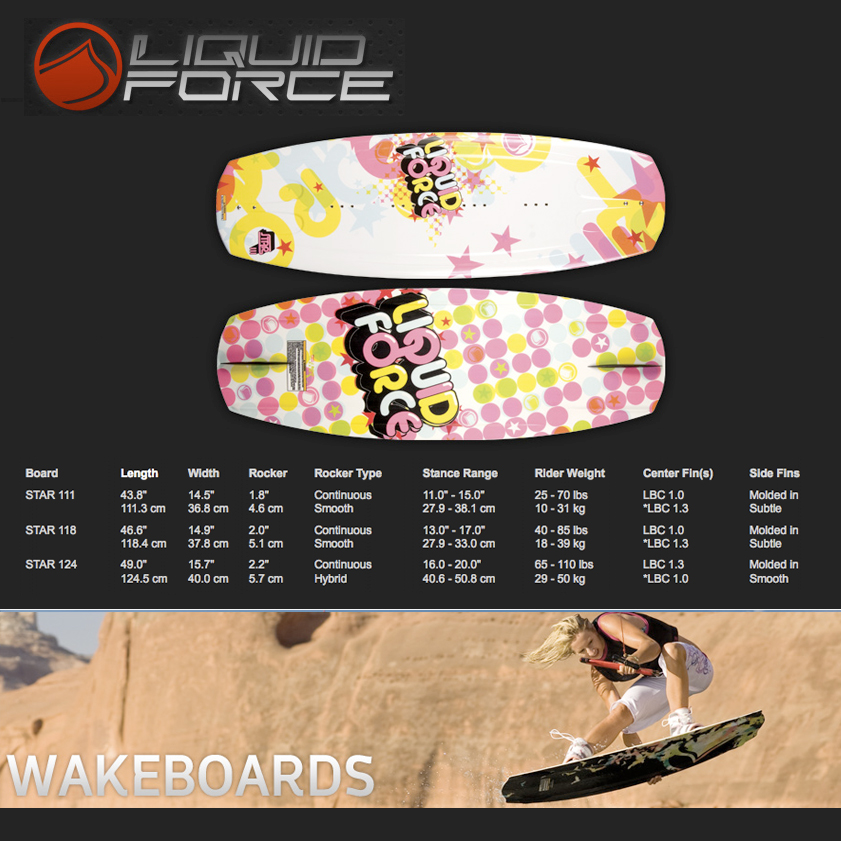 LIQUID
FORCE
LIQUID
FORCE
STAR
LIQUID
FORCE
Board Length Width Rocker Rocker Type Stance Range Rider Weight Center Fin(s) Side Fins
STAR 111 43.8" 14.5" 1.8" Continuous 11.0" - 15.0" 25 - 70 lbs LBC 1.0 Molded in
111.3 cm 36.8 cm 4.6 cm Smooth 27.9 - 38.1 cm 10 - 31 kg *LBC 1.3 Subtle
STAR 118 46.6" 14.9" 2.0" Continuous 13.0" - 17.0" 40 - 85 lbs LBC 1.0 Molded in
118.4 cm 37.8 cm 5.1 cm Smooth 27.9 - 33.0 cm 18 - 39 kg *LBC 1.3 Subtle
STAR 124 49.0" 15.7" 2.2" Continuous 16.0 - 20.0" 65 - 110 lbs LBC 1.3 Molded in
124.5 cm 40.0 cm 5.7 cm Hybrid 40.6 - 50.8 cm 29 - 50 kg *LBC 1.0 Smooth
WAKEBOARDS